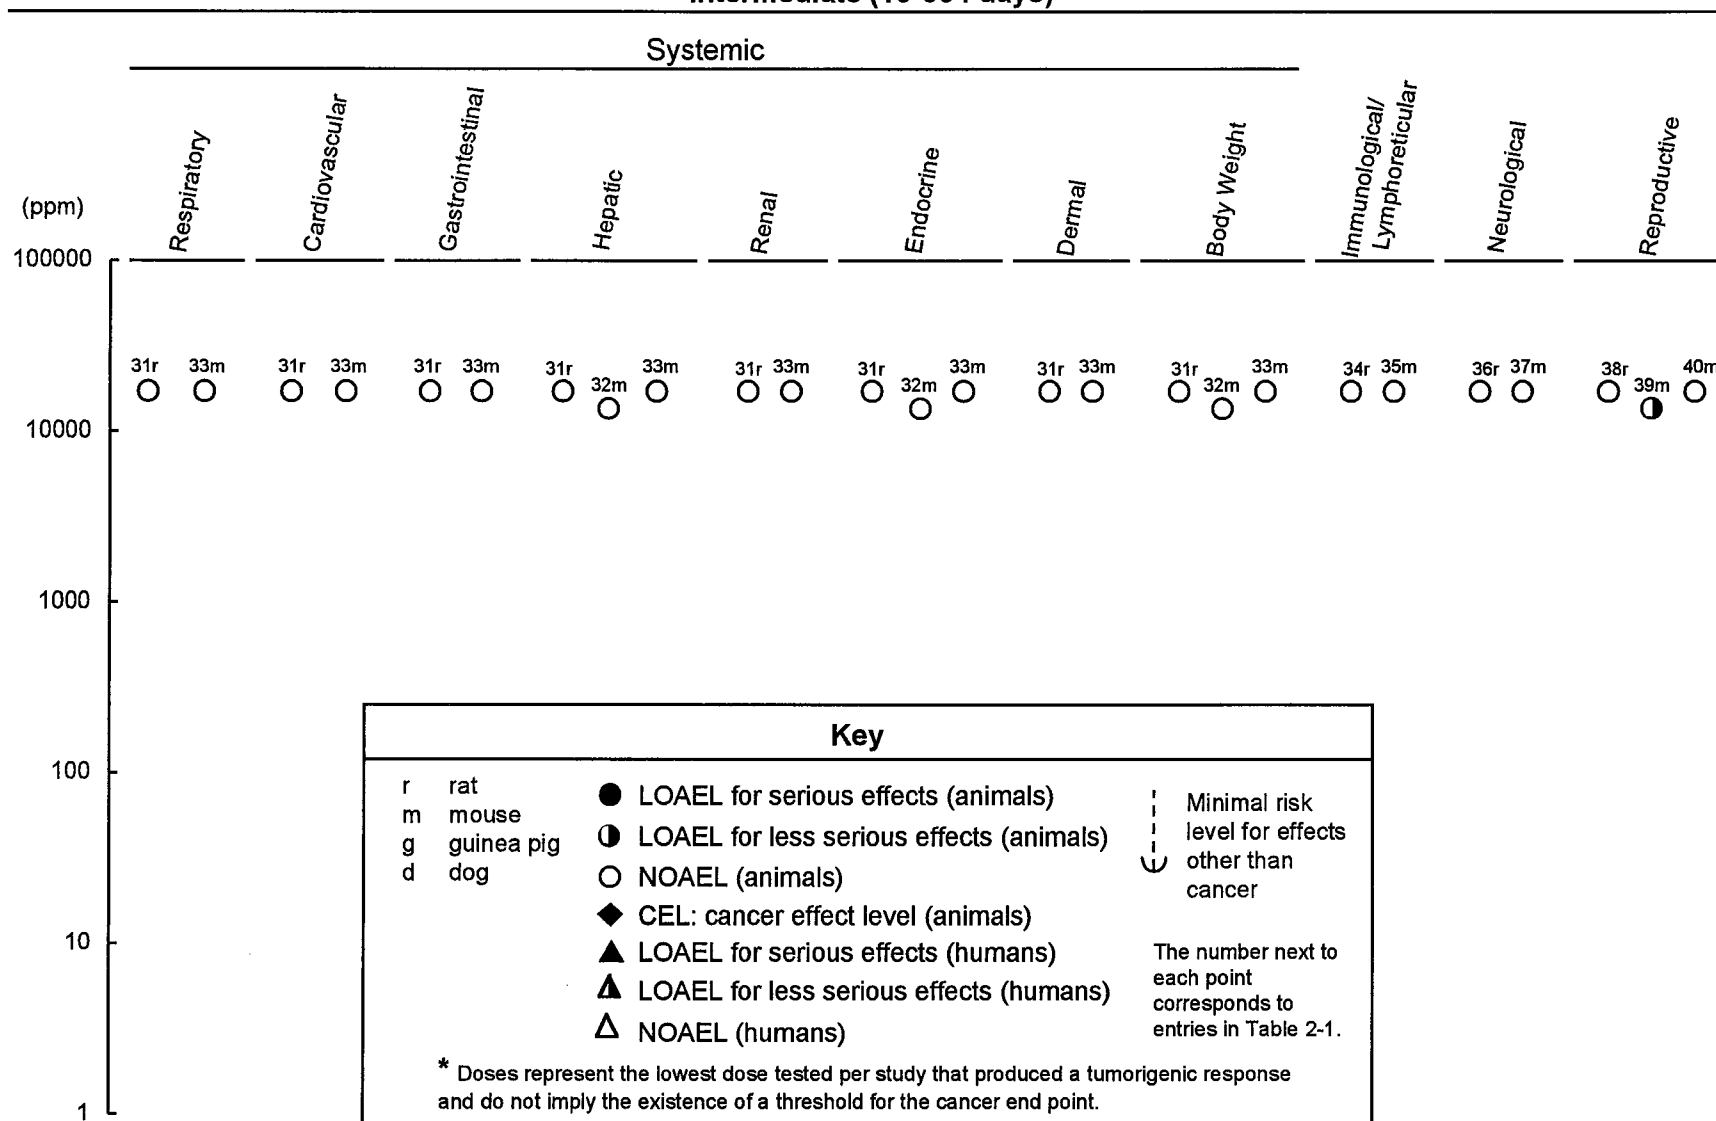 Systemic
Respiratory
Cardiovascular
Gastrointestinal
Hepatic
Renal
Endocrine
Dermal
Body Weight
Immunological/
Lymphoreticular
Neurological
Reproductive
(ppm)
100000
31r 33m 31r 33m 31r 33m 31r 32m 33m 31r 33m 31r 32m 33m 31r 33m 31r 32m 33m 34r 35m 36r 37m 38r 39m 40m
10000
1000
100
10
1
Key
r rat
m mouse
g guinea pig
d dog
LOAEL for serious effects (animals)
LOAEL for less serious effects (animals)
NOAEL (animals)
CEL: cancer effect level (animals)
LOAEL for serious effects (humans)
LOAEL for less serious effects (humans)
NOAEL (humans)
Minimal risk
level for effects
other than
cancer
The number next to
each point
corresponds to
entries in Table 2-1.
* Doses represent the lowest dose tested per study that produced a tumorigenic response
and do not imply the existence of a threshold for the cancer end point.